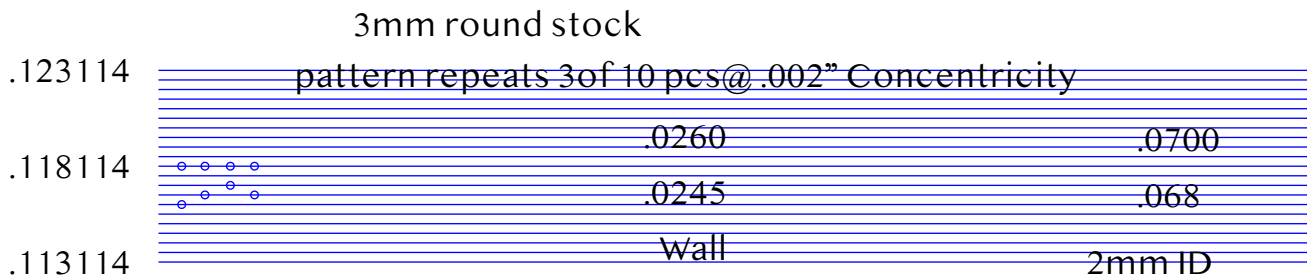 3mm round stock
.123114
pattern repeats 3of 10 pcs@ .002” Concentricity
.0260
.0700
.118114
.0245
.068
Wall
.113114
2mm ID